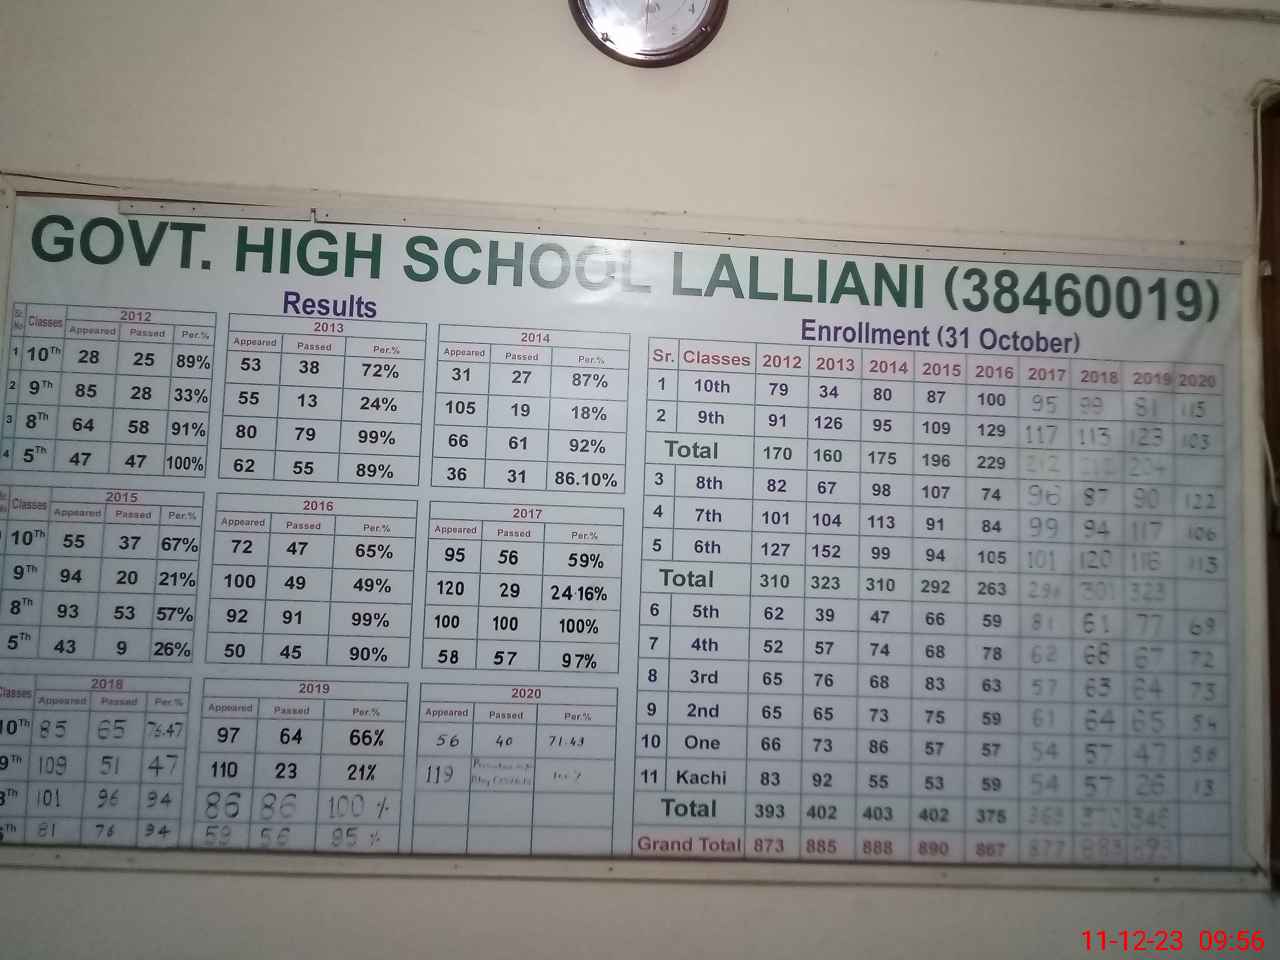 GOVT. HIGH SCHOOL LALLIANI (38460019)
Results
Sr. No Classes 2012
Appeared Passed Per.%
1 10Th 28 25 89%
2 9Th 85 28 33%
3 8Th 64 58 91%
4 5Th 47 47 100%
2013
Appeared Passed Per.%
53 38 72%
55 13 24%
80 79 99%
62 55 89%
2014
Appeared Passed Per.%
31 27 87%
105 19 18%
66 61 92%
36 31 86.10%
Classes 2015
Appeared Passed Per.%
10Th 55 37 67%
9Th 94 20 21%
8Th 93 53 57%
5Th 43 9 26%
2016
Appeared Passed Per.%
72 47 65%
100 49 49%
92 91 99%
50 45 90%
2017
Appeared Passed Per.%
95 56 59%
120 29 24.16%
100 100 100%
58 57 97%
Classes 2018
Appeared Passed Per.%
10Th 85 65 76.47
9Th 109 51 47
8Th 101 96 94
5Th 81 76 94
2019
Appeared Passed Per.%
97 64 66%
110 23 21%
86 86 100 %
59 56 95 %
2020
Appeared Passed Per.%
56 40 71.43
119
Enrollment (31 October)
Sr. Classes 2012 2013 2014 2015 2016 2017 2018 2019 2020
1 10th 79 34 80 87 100 95 99 81 115
2 9th 91 126 95 109 129 117 113 123 103
Total 170 160 175 196 229 212 212 204
3 8th 82 67 98 107 74 96 87 90 122
4 7th 101 104 113 91 84 99 94 117 106
5 6th 127 152 99 94 105 101 120 116 113
Total 310 323 310 292 263 296 301 323
6 5th 62 39 47 66 59 81 61 77 69
7 4th 52 57 74 68 78 62 68 67 72
8 3rd 65 76 68 83 63 57 63 64 73
9 2nd 65 65 73 75 59 61 64 65 54
10 One 66 73 86 57 57 54 57 47 58
11 Kachi 83 92 55 53 59 54 57 26 13
Total 393 402 403 402 375 369 370 346
Grand Total 873 885 888 890 867 877 883 893
11-12-23 09:56